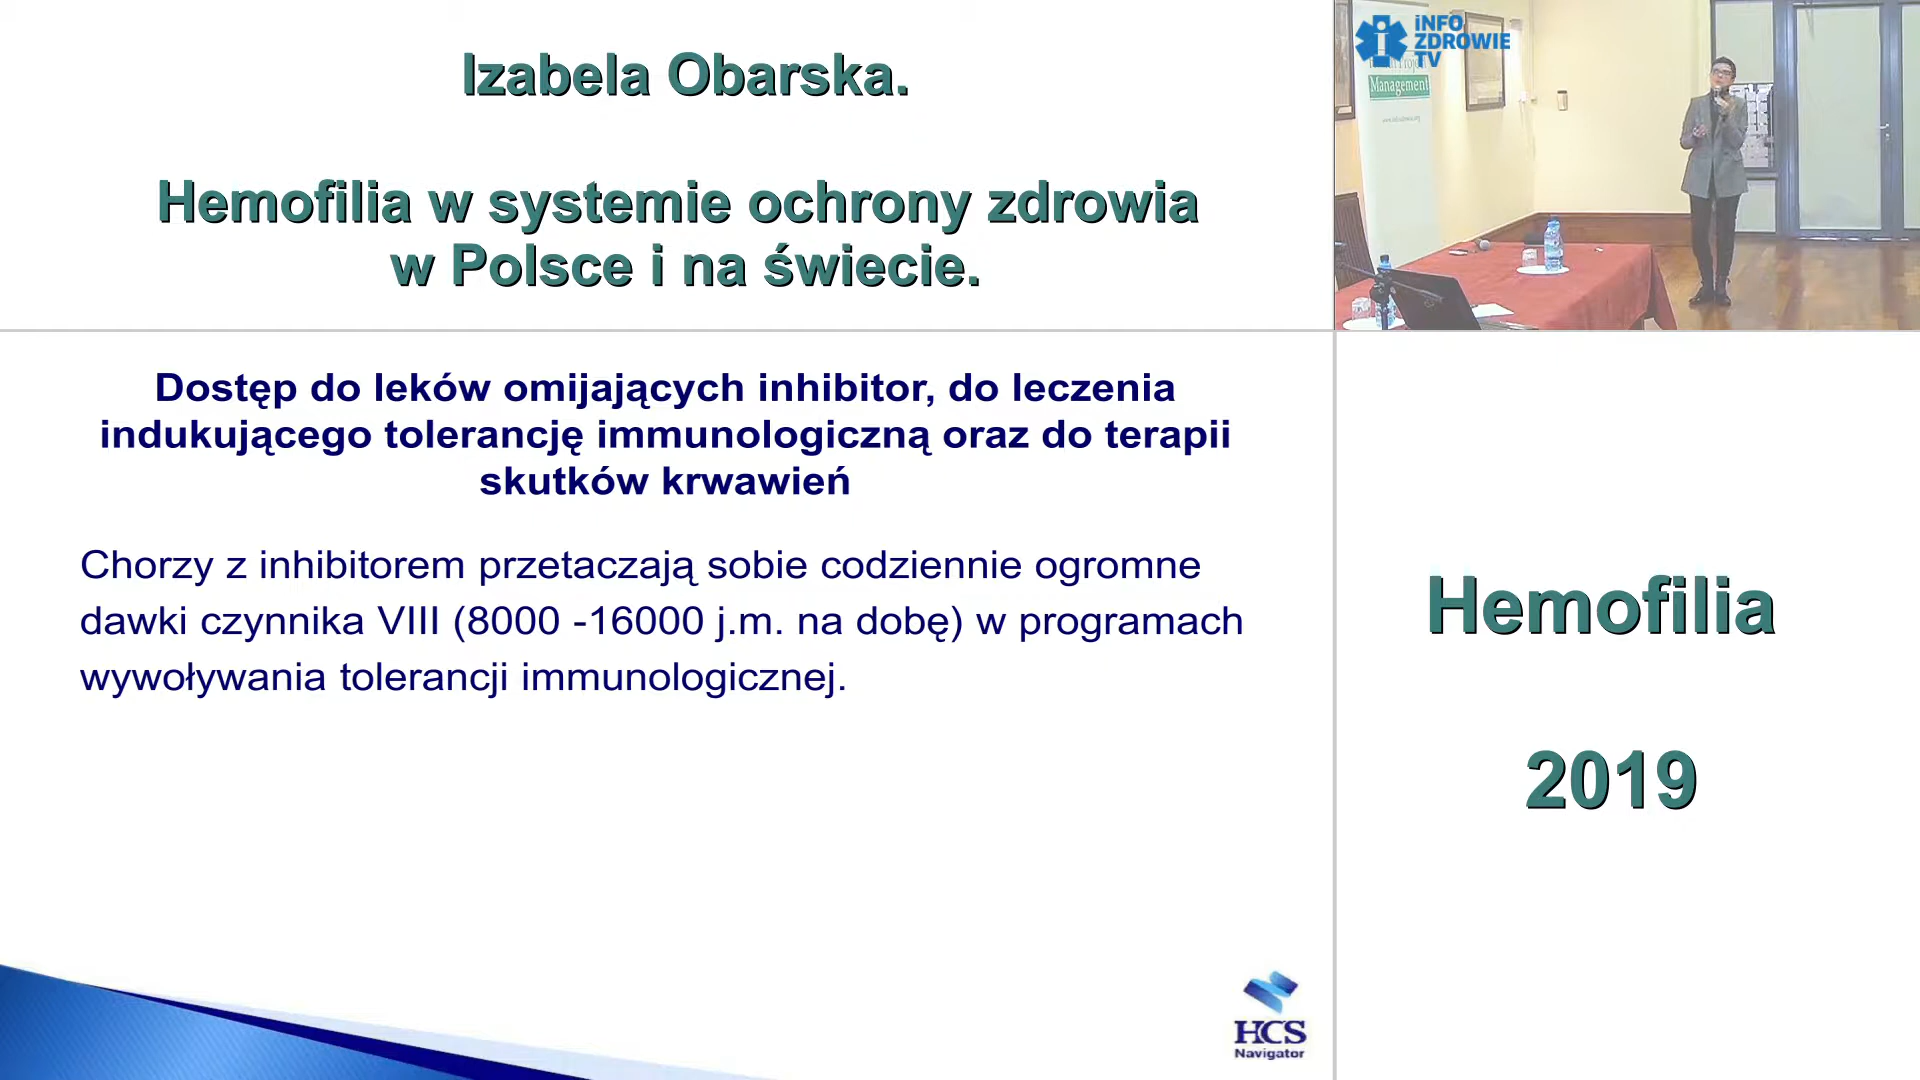 Izabela Obarska.
Hemofilia w systemie ochrony zdrowia
w Polsce i na świecie.
iNFO
ZDROWIE
TV
Management
Dostęp do leków omijających inhibitor, do leczenia
indukującego tolerancję immunologiczną oraz do terapii
skutków krwawień
Chorzy z inhibitorem przetaczają sobie codziennie ogromne
dawki czynnika VIII (8000 -16000 j.m. na dobę) w programach
wywoływania tolerancji immunologicznej.
Hemofilia
2019
HCS
Navigator